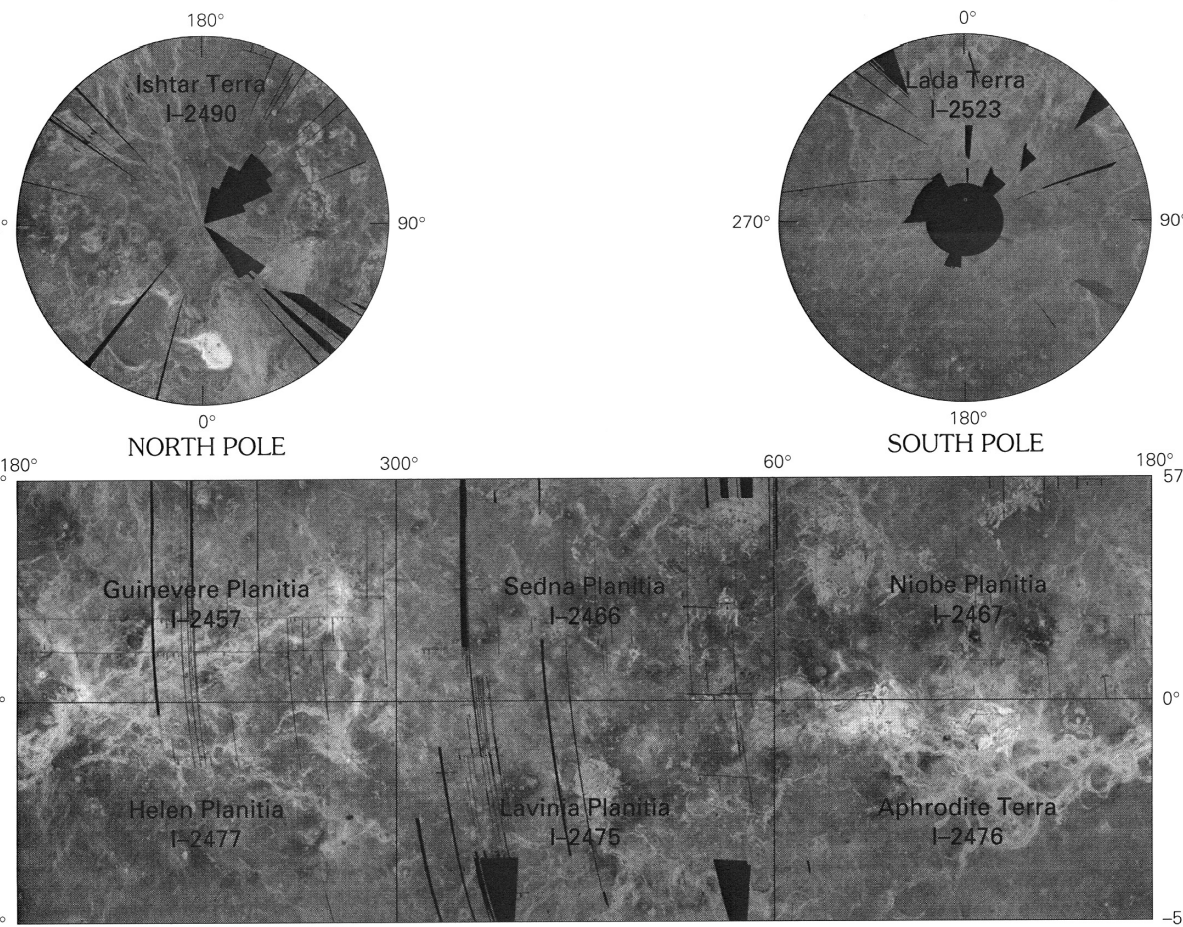 180°
Ishtar Terra
I–2490
90°
0°
NORTH POLE
0°
Lada Terra
I–2523
270°
90°
180°
SOUTH POLE
180°
300°
60°
180°
57
Guinevere Planitia
I–2457
Sedna Planitia
I–2466
Niobe Planitia
I–2467
0°
Helen Planitia
I–2477
Lavinia Planitia
I–2475
Aphrodite Terra
I–2476
–5